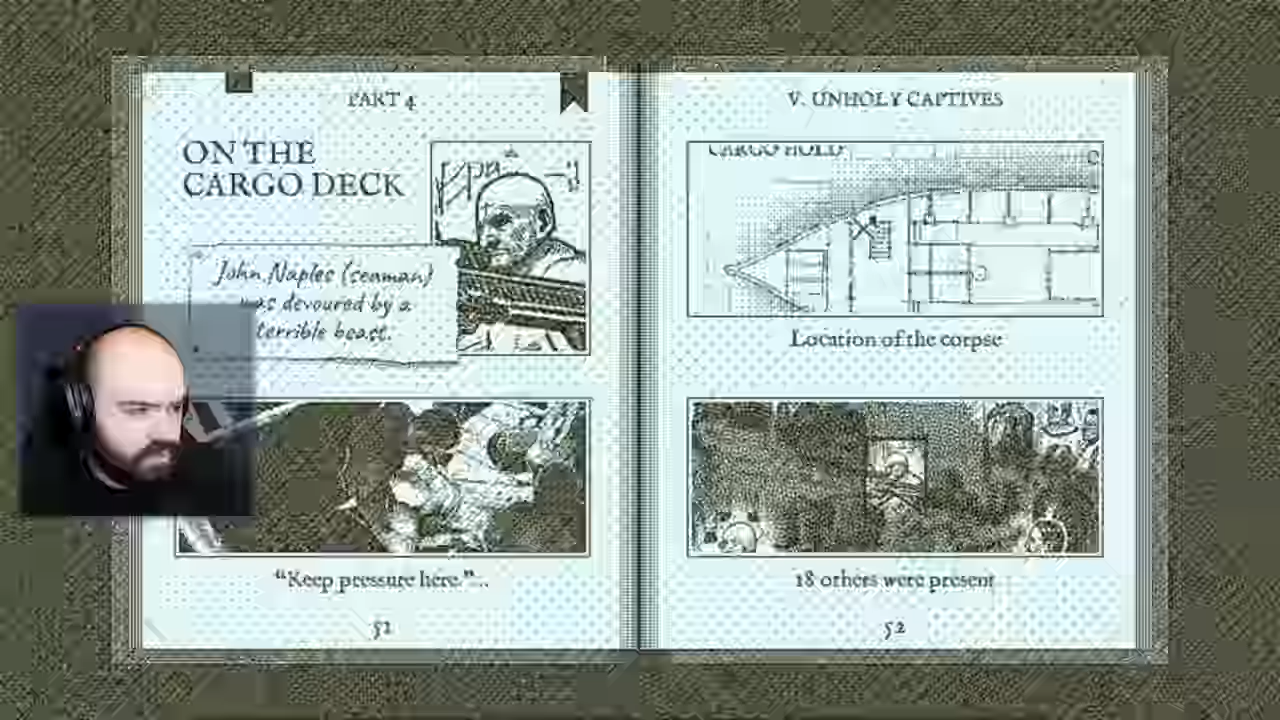 PART 4
ON THE
CARGO DECK
John Naples (seaman)
was devoured by a
terrible beast.
"Keep pressure here."...
51
V. UNHOLY CAPTIVES
CARGO HOLD
Location of the corpse
18 others were present
52